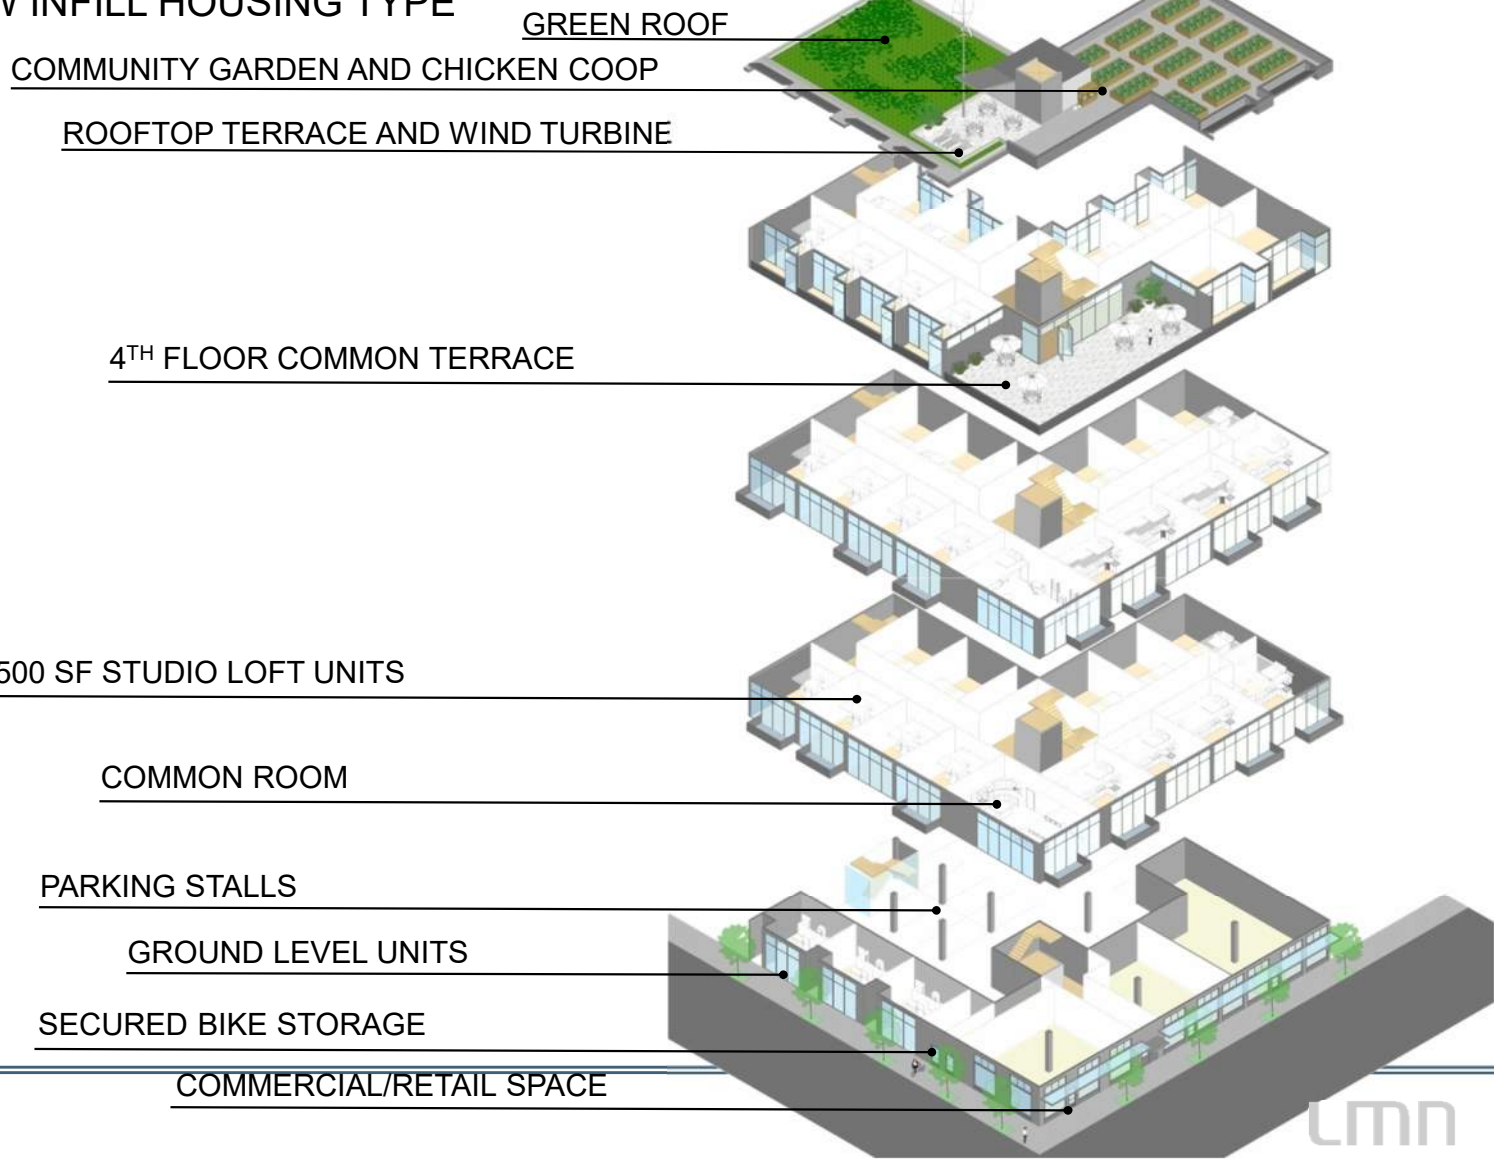 W INFILL HOUSING TYPE
GREEN ROOF
COMMUNITY GARDEN AND CHICKEN COOP
ROOFTOP TERRACE AND WIND TURBINE
4TH FLOOR COMMON TERRACE
500 SF STUDIO LOFT UNITS
COMMON ROOM
PARKING STALLS
GROUND LEVEL UNITS
SECURED BIKE STORAGE
COMMERCIAL/RETAIL SPACE
LMN